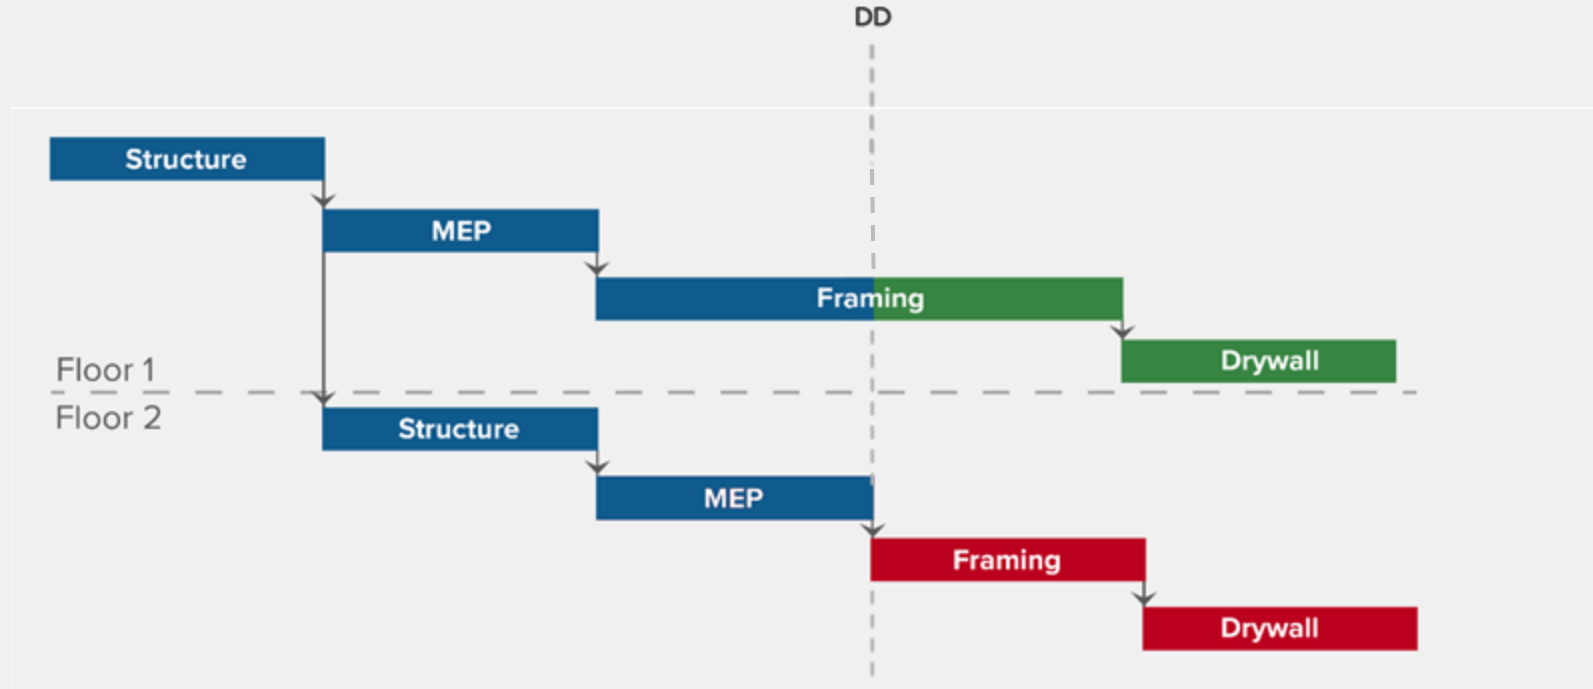 DD
Structure
MEP
Framing
Drywall
Floor 1
Floor 2
Structure
MEP
Framing
Drywall